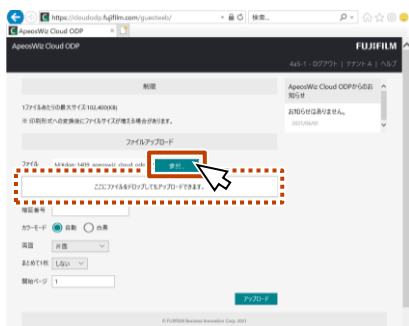 https://cloudodp.fujifilm.com/guestweb/
検索...
ApeosWiz Cloud ODP
ApeosWiz Cloud ODP
FUJIFILM
4a5-1 - ログアウト | テナント A | ヘルプ
制限
1ファイルあたりの最大サイズ:102,400(KB)
※ 印刷形式への変換後にファイルサイズが増える場合があります。
ファイルアップロード
ファイル
参照...
ここにファイルをドロップしてもアップロードできます。
暗証番号
カラーモード 自動 白黒
両面 片面
まとめて1枚 しない
開始ページ 1
アップロード
ApeosWiz Cloud ODPからのお
知らせ
お知らせはありません。
2021/06/01
© FUJIFILM Business Innovation Corp. 2021